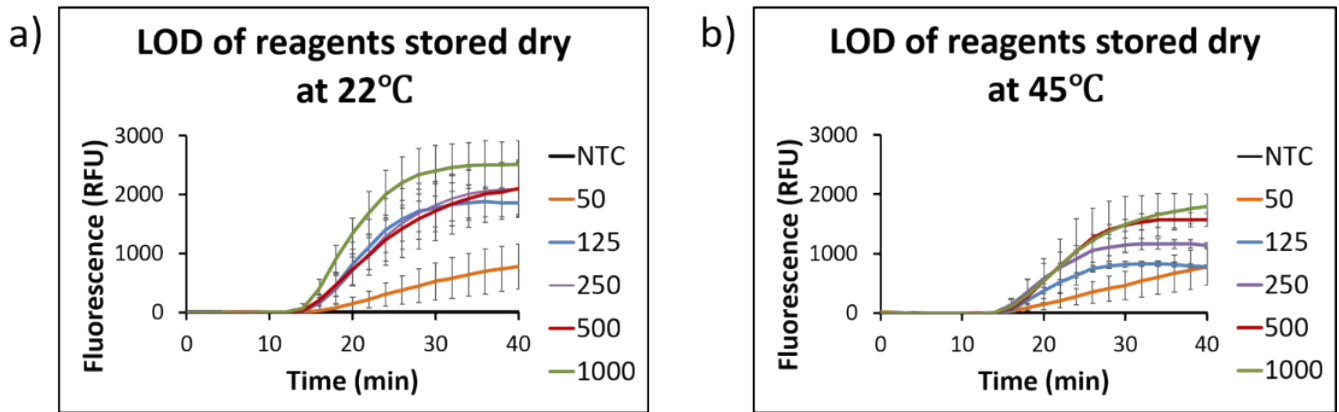 a)
LOD of reagents stored dry
at 22℃
Fluorescence (RFU)
3000
2000
1000
0
0 10 20 30 40
Time (min)
NTC
50
125
250
500
1000
b)
LOD of reagents stored dry
at 45℃
Fluorescence (RFU)
3000
2000
1000
0
0 10 20 30 40
Time (min)
NTC
50
125
250
500
1000